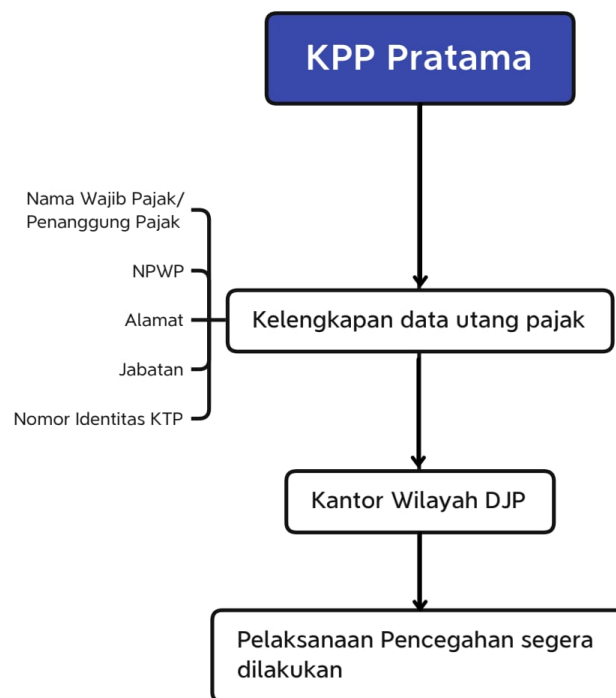 KPP Pratama
Nama Wajib Pajak/
Penanggung Pajak
NPWP
Alamat
Jabatan
Nomor Identitas KTP
Kelengkapan data utang pajak
Kantor Wilayah DJP
Pelaksanaan Pencegahan segera
dilakukan